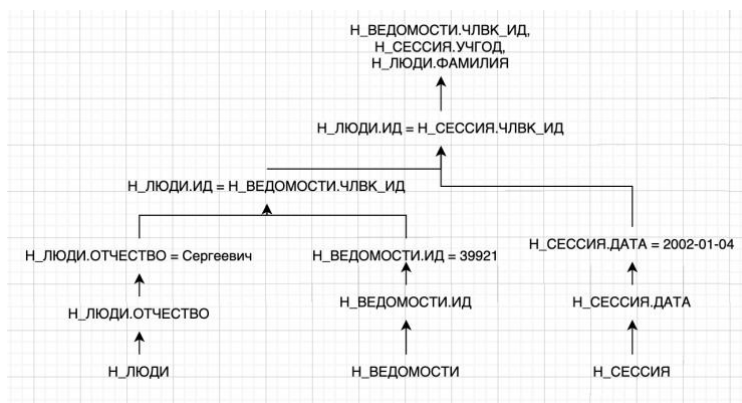 Н_ВЕДОМОСТИ.ЧЛВК_ИД,
Н_СЕССИЯ.УЧГОД,
Н_ЛЮДИ.ФАМИЛИЯ
Н_ЛЮДИ.ИД = Н_СЕССИЯ.ЧЛВК_ИД
Н_ЛЮДИ.ИД = Н_ВЕДОМОСТИ.ЧЛВК_ИД
Н_ЛЮДИ.ОТЧЕСТВО = Сергеевич
Н_ВЕДОМОСТИ.ИД = 39921
Н_СЕССИЯ.ДАТА = 2002-01-04
Н_ЛЮДИ.ОТЧЕСТВО
Н_ВЕДОМОСТИ.ИД
Н_СЕССИЯ.ДАТА
Н_ЛЮДИ
Н_ВЕДОМОСТИ
Н_СЕССИЯ